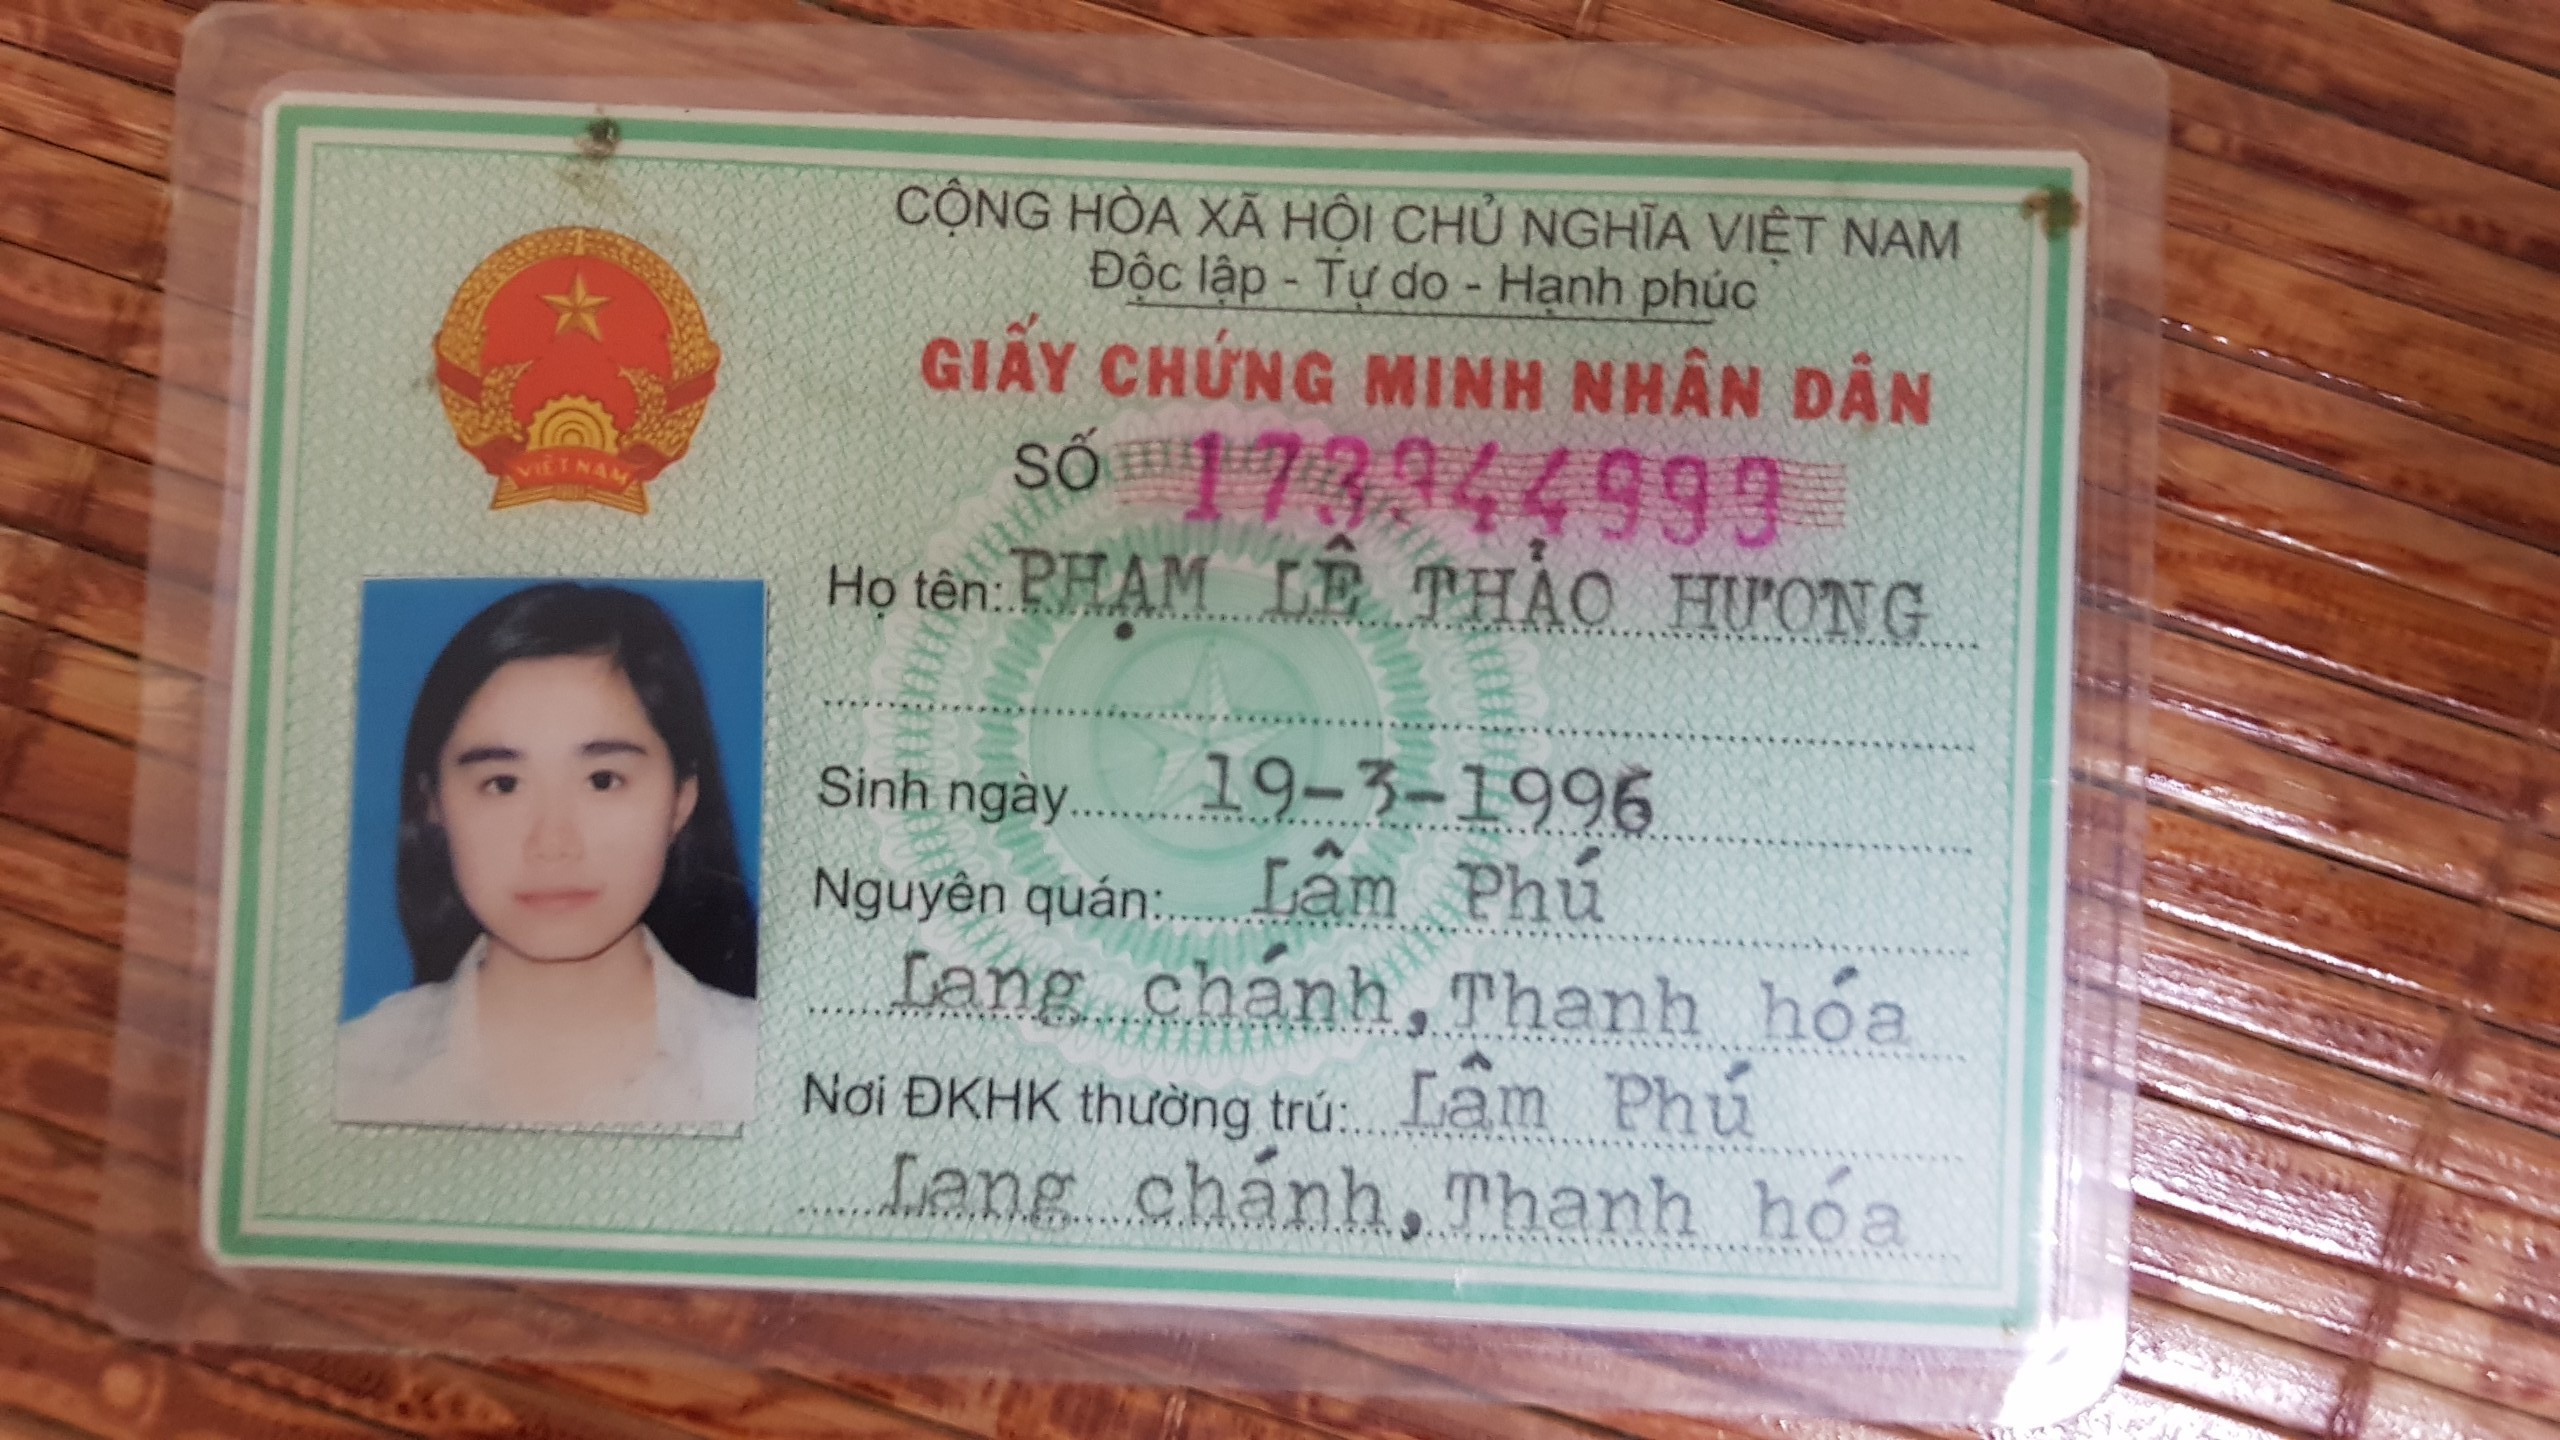 CỘNG HÒA XÃ HỘI CHỦ NGHĨA VIỆT NAM
Độc lập - Tự do - Hạnh phúc
GIẤY CHỨNG MINH NHÂN DÂN
SỐ
VIỆT NAM
Họ tên: PHẠM LÊ THẢO HƯƠNG
Sinh ngày 19-3-1996
Nguyên quán: Lâm Phú
Lang chánh, Thanh hóa
Nơi ĐKHK thường trú: Lâm Phú
Lang chánh, Thanh hóa